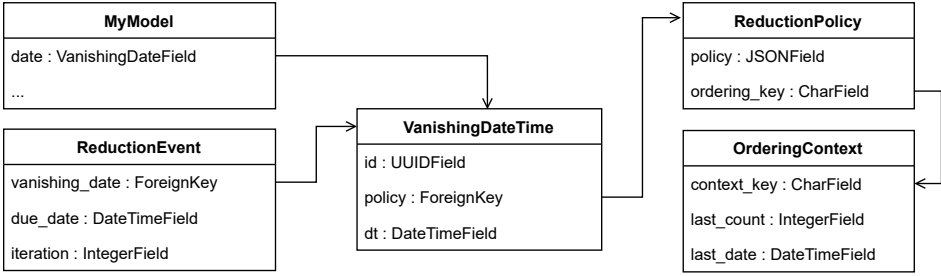 MyModel
date : VanishingDateField
...
ReductionEvent
vanishing_date : ForeignKey
due_date : DateTimeField
iteration : IntegerField
VanishingDateTime
id : UUIDField
policy : ForeignKey
dt : DateTimeField
ReductionPolicy
policy : JSONField
ordering_key : CharField
OrderingContext
context_key : CharField
last_count : IntegerField
last_date : DateTimeField